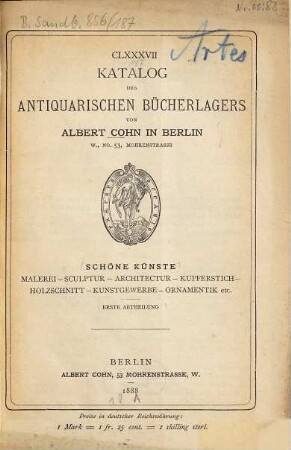 B. Sandb. 856/187
Artes
CLXXXVII
KATALOG
DES
ANTIQUARISCHEN BÜCHERLAGERS
VON
ALBERT COHN IN BERLIN
W., NO. 53, MOHRENSTRASSE
SCHÖNE KÜNSTE
MALEREI – SCULPTUR – ARCHITECTUR – KUPFERSTICH –
HOLZSCHNITT – KUNSTGEWERBE – ORNAMENTIK etc.
ERSTE ABTHEILUNG
BERLIN
ALBERT COHN, 53 MOHRENSTRASSE, W.
1888
Preise in deutscher Reichswährung:
1 Mark = 1 fr. 25 cent. = 1 shilling sterl.